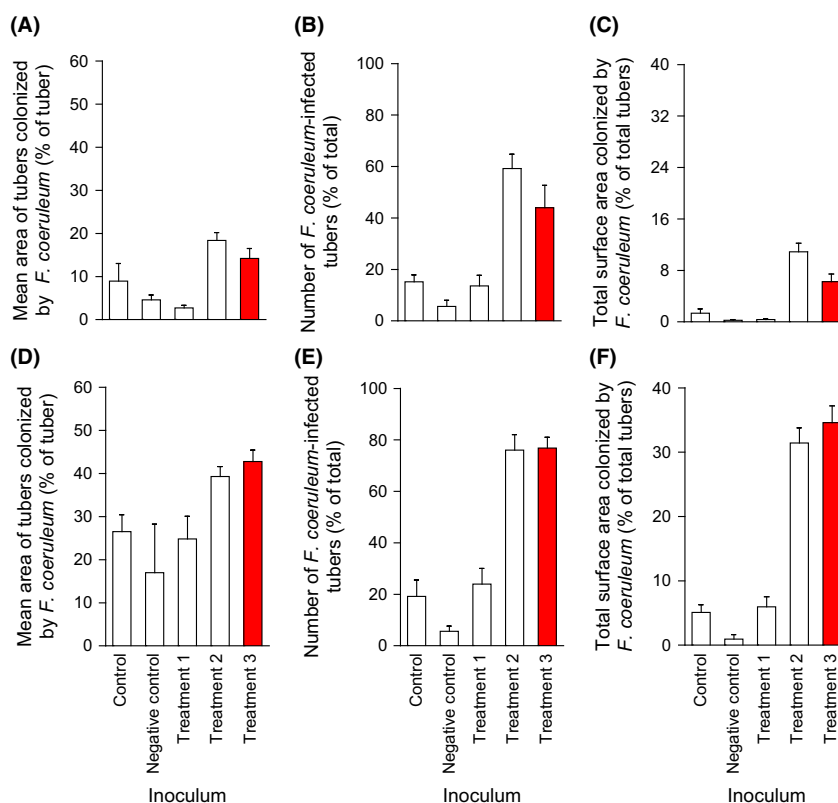 (A)
Mean area of tubers colonized
by F. coeruleum (% of tuber)
60
50
40
30
20
10
0
(B)
Number of F. coeruleum-infected
tubers (% of total)
100
80
60
40
20
0
(C)
Total surface area colonized by
F. coeruleum (% of total tubers)
40
32
24
16
8
0
(D)
Mean area of tubers colonized
by F. coeruleum (% of tuber)
60
50
40
30
20
10
0
Control
Negative control
Treatment 1
Treatment 2
Treatment 3
Inoculum
(E)
Number of F. coeruleum-infected
tubers (% of total)
100
80
60
40
20
0
Control
Negative control
Treatment 1
Treatment 2
Treatment 3
Inoculum
(F)
Total surface area colonized by
F. coeruleum (% of total tubers)
40
30
20
10
0
Control
Negative control
Treatment 1
Treatment 2
Treatment 3
Inoculum